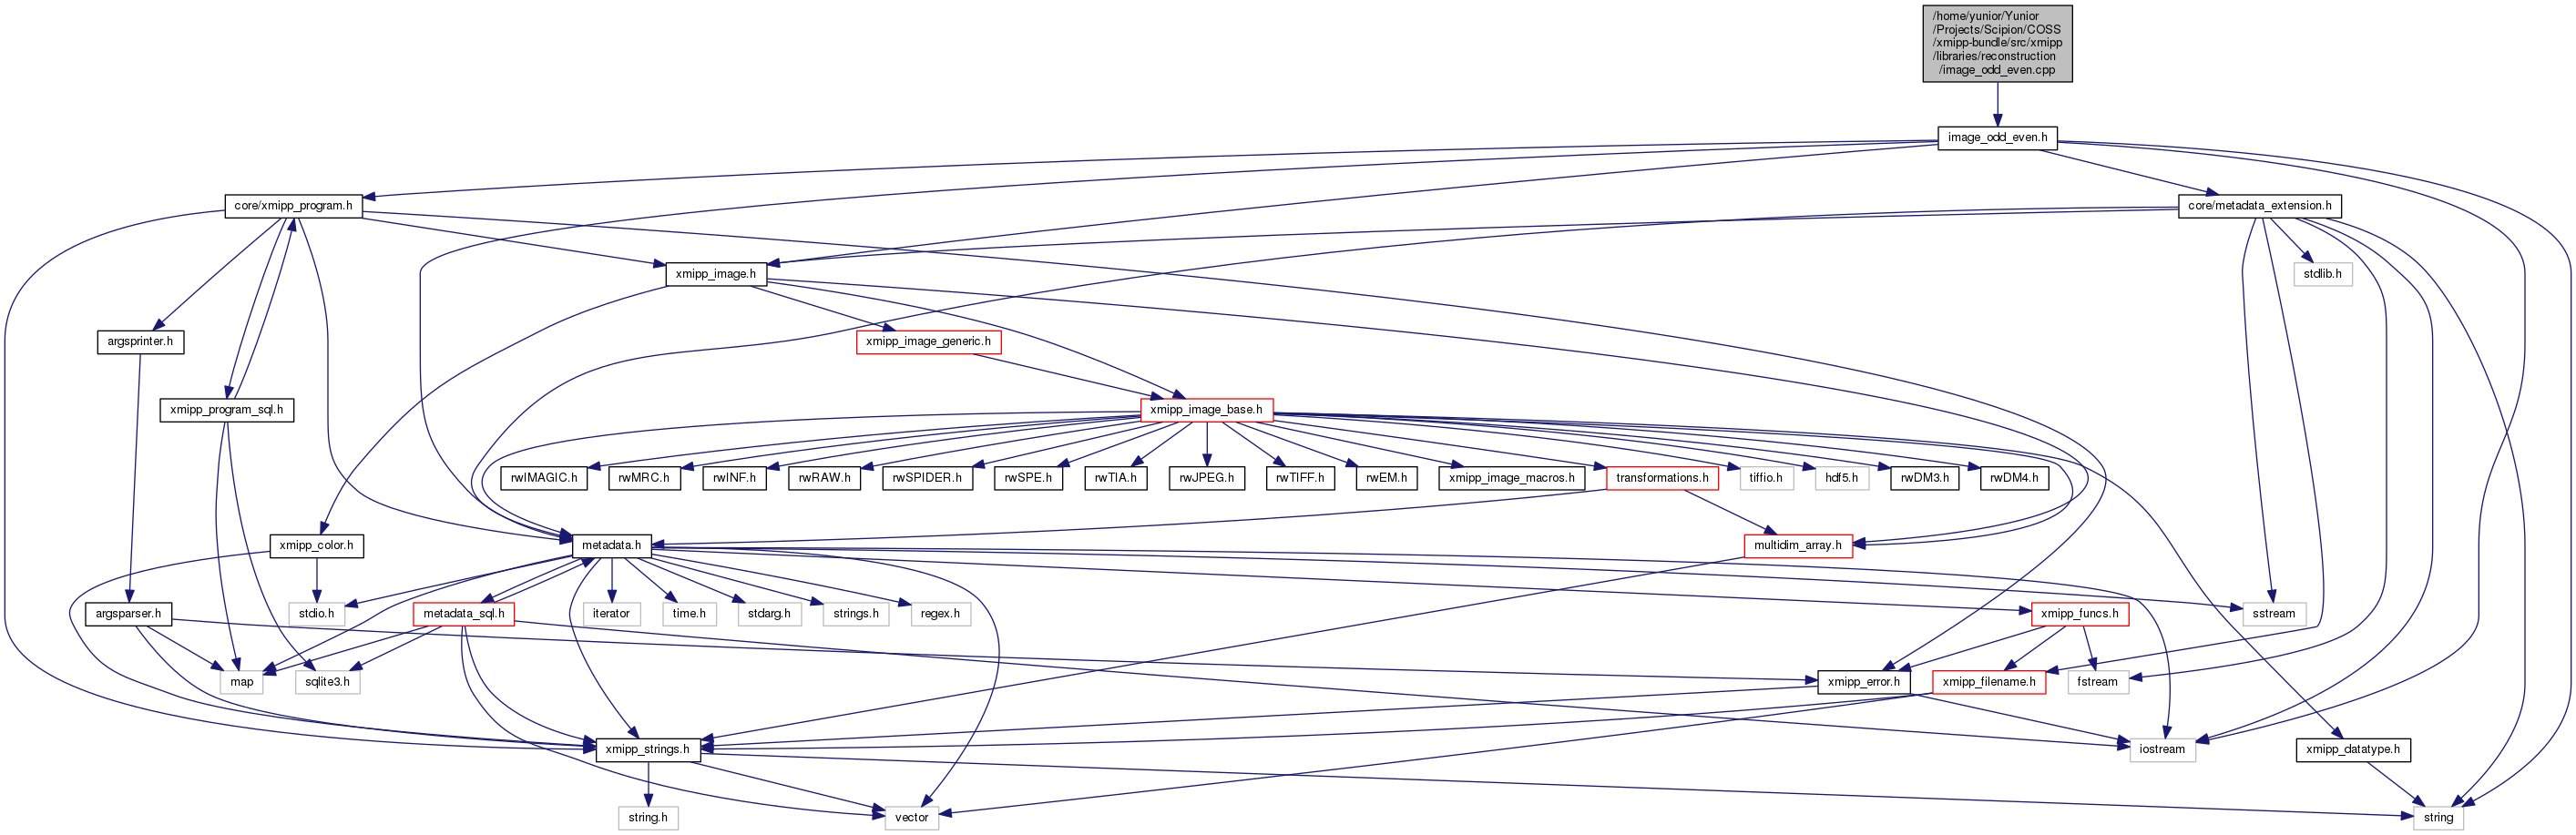 /home/yunior/Yunior
/Projects/Scipion/COSS
/xmipp-bundle/src/xmipp
/libraries/reconstruction
/image_odd_even.cpp
image_odd_even.h
core/xmipp_program.h
core/metadata_extension.h
xmipp_image.h
stdlib.h
argsprinter.h
xmipp_image_generic.h
xmipp_program_sql.h
xmipp_image_base.h
rwIMAGIC.h
rwMRC.h
rwINF.h
rwRAW.h
rwSPIDER.h
rwSPE.h
rwTIA.h
rwJPEG.h
rwTIFF.h
rwEM.h
xmipp_image_macros.h
transformations.h
tiffio.h
hdf5.h
rwDM3.h
rwDM4.h
xmipp_color.h
metadata.h
multidim_array.h
argsparser.h
stdio.h
metadata_sql.h
iterator
time.h
stdarg.h
strings.h
regex.h
xmipp_funcs.h
sstream
map
sqlite3.h
xmipp_error.h
xmipp_filename.h
fstream
xmipp_strings.h
iostream
xmipp_datatype.h
string.h
vector
string